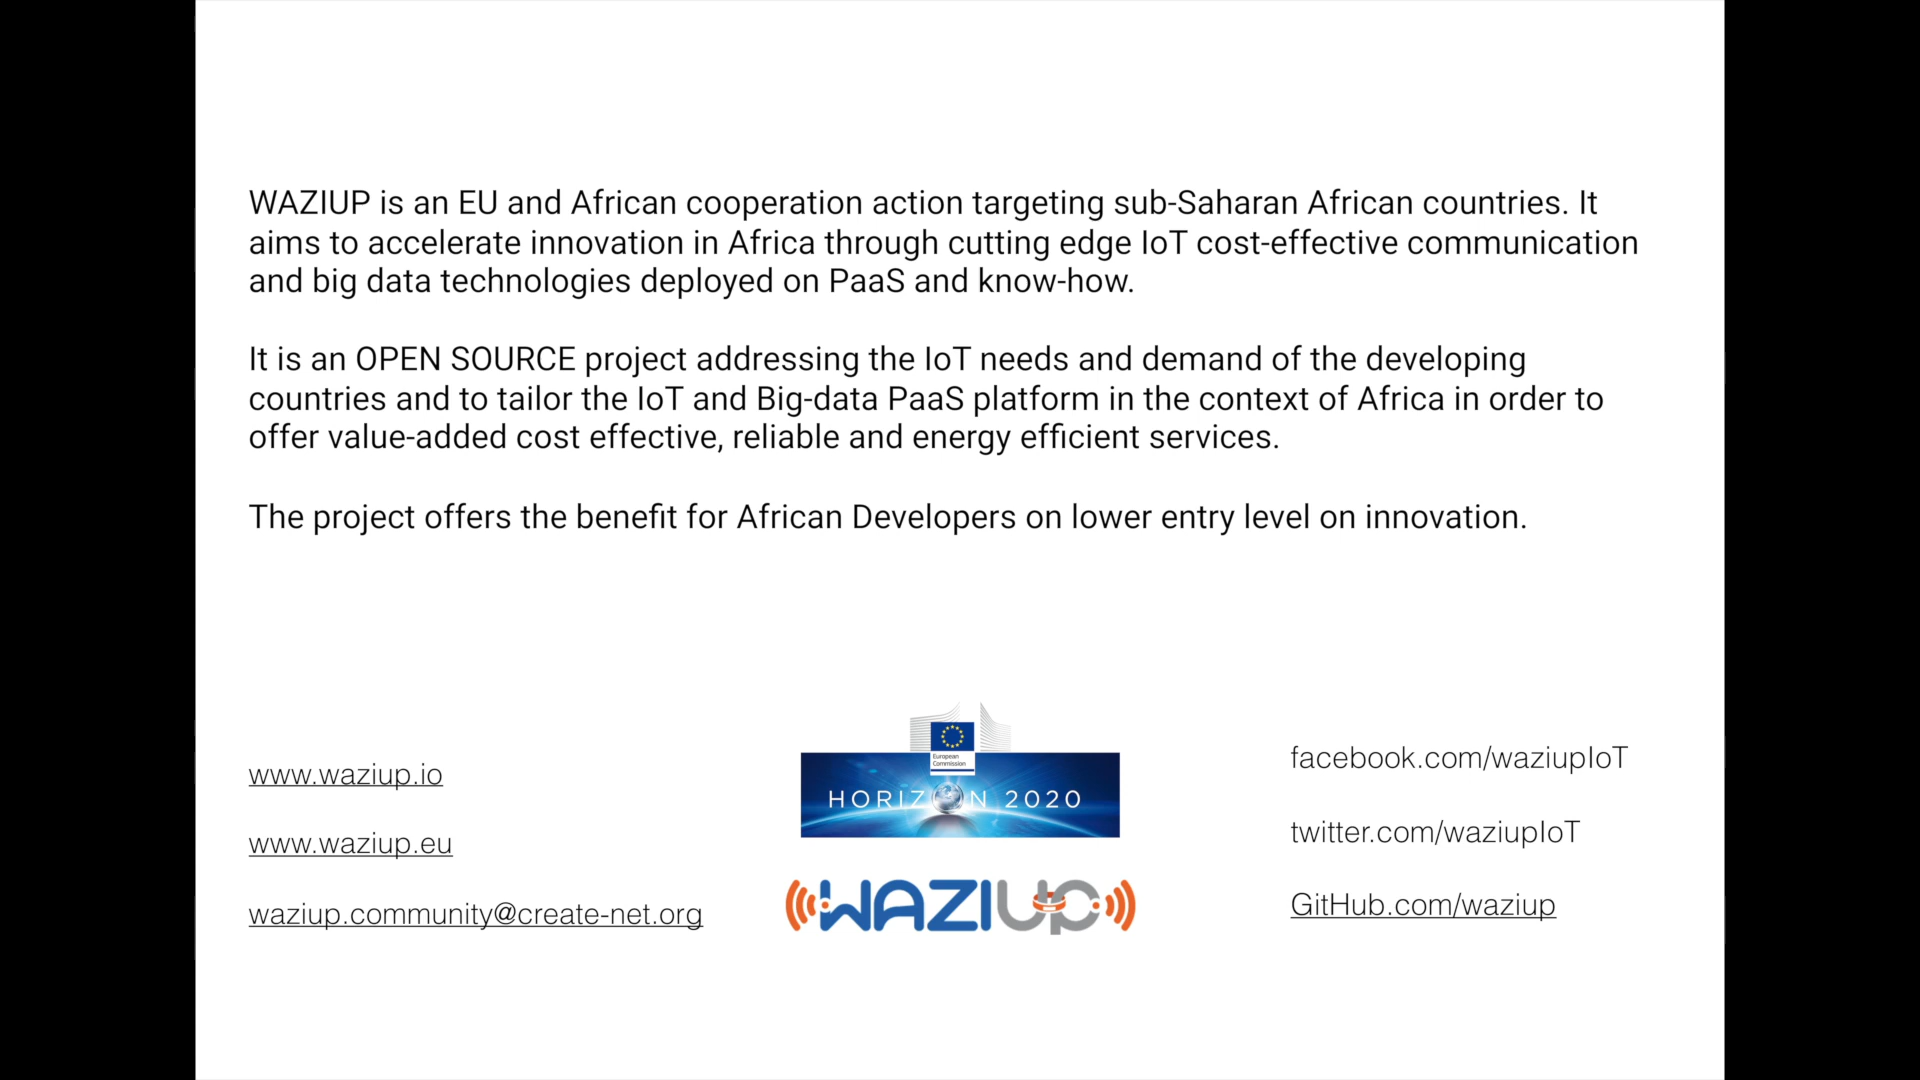 WAZIUP is an EU and African cooperation action targeting sub-Saharan African countries. It
aims to accelerate innovation in Africa through cutting edge IoT cost-effective communication
and big data technologies deployed on PaaS and know-how.
It is an OPEN SOURCE project addressing the IoT needs and demand of the developing
countries and to tailor the IoT and Big-data PaaS platform in the context of Africa in order to
offer value-added cost effective, reliable and energy efficient services.
The project offers the benefit for African Developers on lower entry level on innovation.
www.waziup.io
www.waziup.eu
waziup.community@create-net.org
European
Commission
HORIZON 2020
WAZIUP
facebook.com/waziupIoT
twitter.com/waziupIoT
GitHub.com/waziup